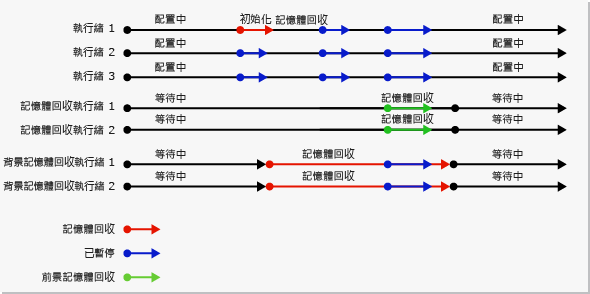 執行緒 1 配置中 初始化 記憶體回收 配置中
執行緒 2 配置中 配置中
執行緒 3 配置中 配置中
記憶體回收執行緒 1 等待中 記憶體回收 等待中
記憶體回收執行緒 2 等待中 記憶體回收 等待中
背景記憶體回收執行緒 1 等待中 記憶體回收 等待中
背景記憶體回收執行緒 2 等待中 記憶體回收 等待中
記憶體回收
已暫停
前景記憶體回收